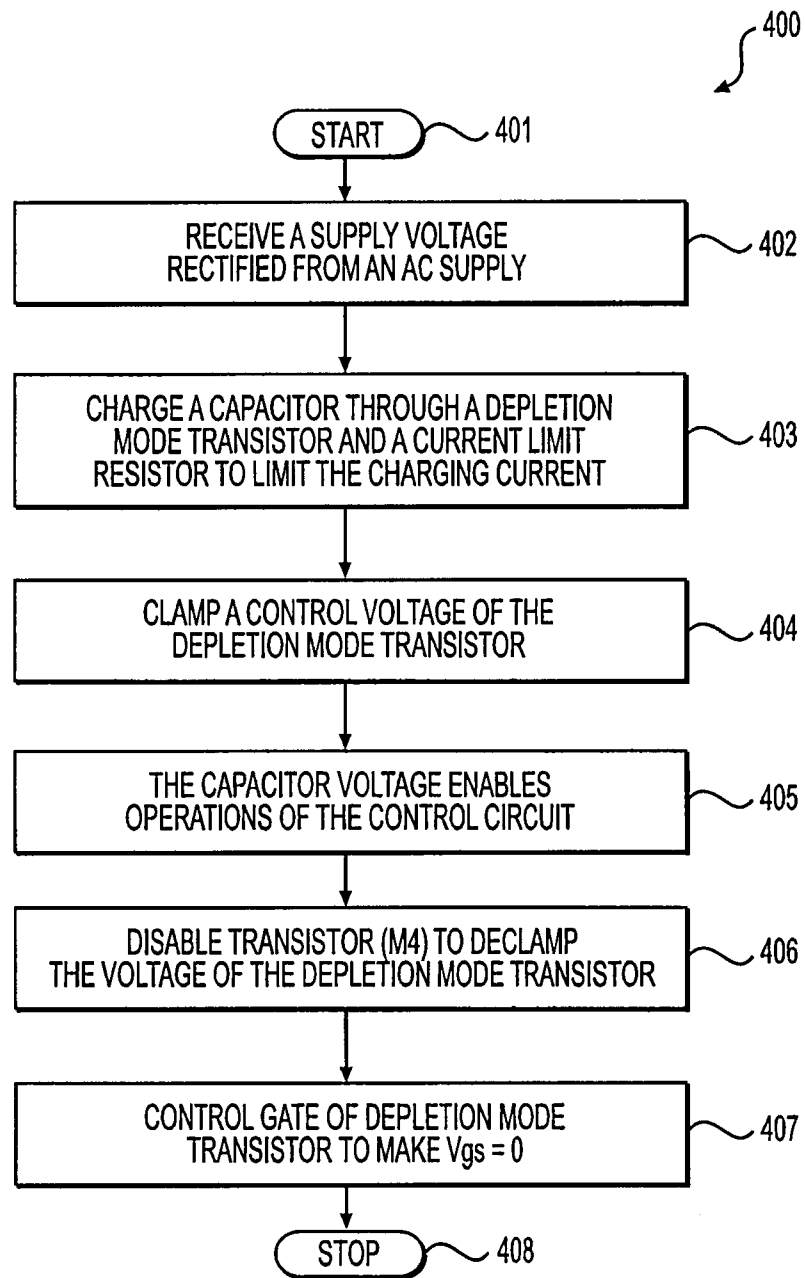 400
START
401
RECEIVE A SUPPLY VOLTAGE
RECTIFIED FROM AN AC SUPPLY
402
CHARGE A CAPACITOR THROUGH A DEPLETION
MODE TRANSISTOR AND A CURRENT LIMIT
RESISTOR TO LIMIT THE CHARGING CURRENT
403
CLAMP A CONTROL VOLTAGE OF THE
DEPLETION MODE TRANSISTOR
404
THE CAPACITOR VOLTAGE ENABLES
OPERATIONS OF THE CONTROL CIRCUIT
405
DISABLE TRANSISTOR (M4) TO DECLAMP
THE VOLTAGE OF THE DEPLETION MODE TRANSISTOR
406
CONTROL GATE OF DEPLETION MODE
TRANSISTOR TO MAKE Vgs = 0
407
STOP
408